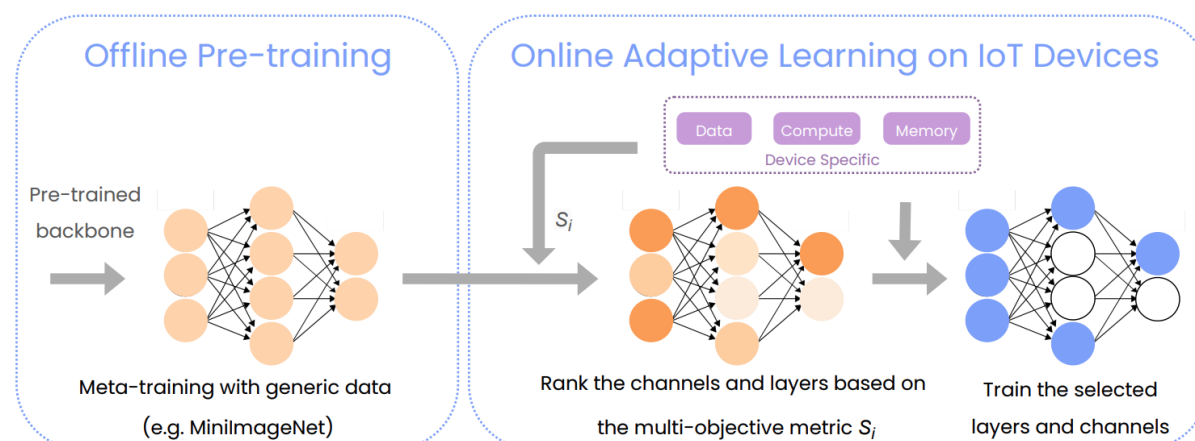 Offline Pre-training
Online Adaptive Learning on IoT Devices
Data
Compute
Memory
Device Specific
Pre-trained
backbone
Si
Meta-training with generic data
(e.g. MiniImageNet)
Rank the channels and layers based on
the multi-objective metric Si
Train the selected
layers and channels